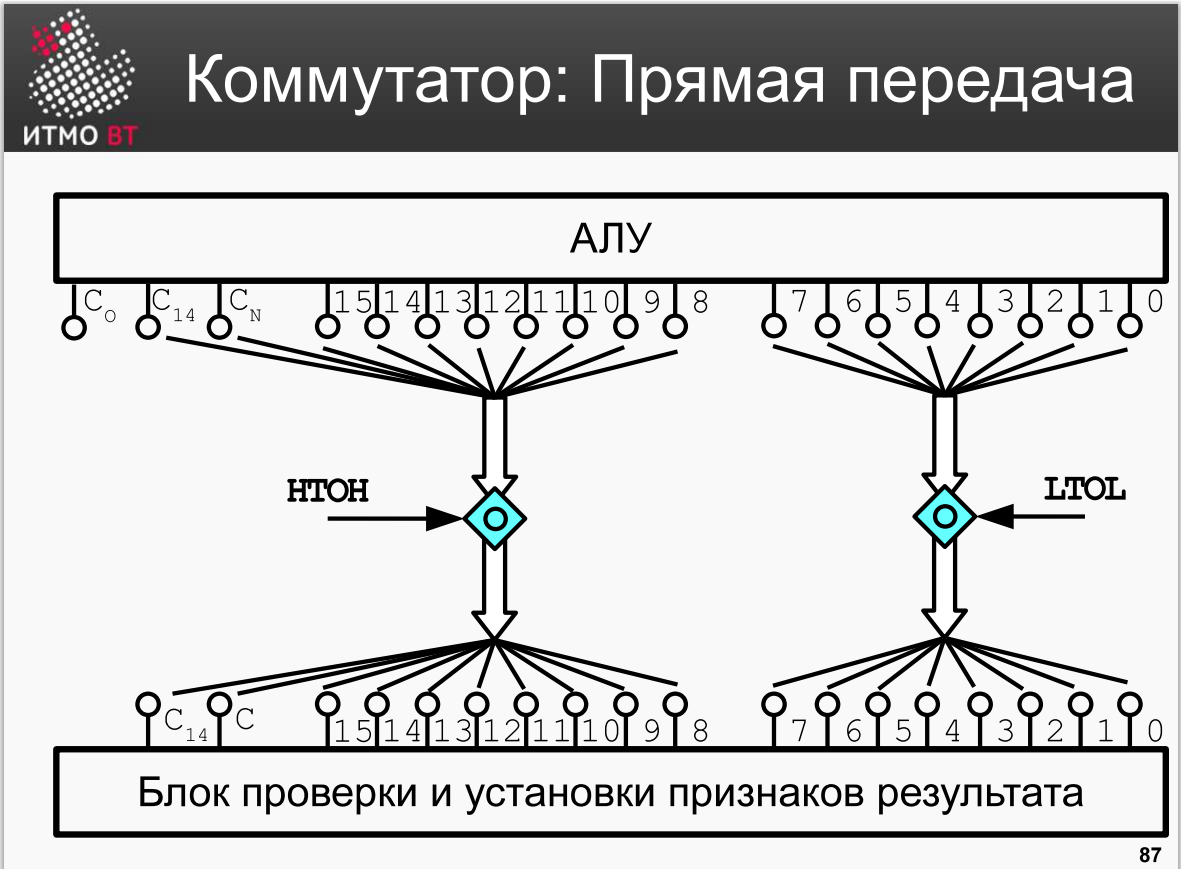 Коммутатор: Прямая передача
ИТМО ВТ
АЛУ
C₀ C₁₄ C_N 15 14 13 12 11 10 9 8 7 6 5 4 3 2 1 0
HTOH LTOL
C₁₄ C 15 14 13 12 11 10 9 8 7 6 5 4 3 2 1 0
Блок проверки и установки признаков результата
87